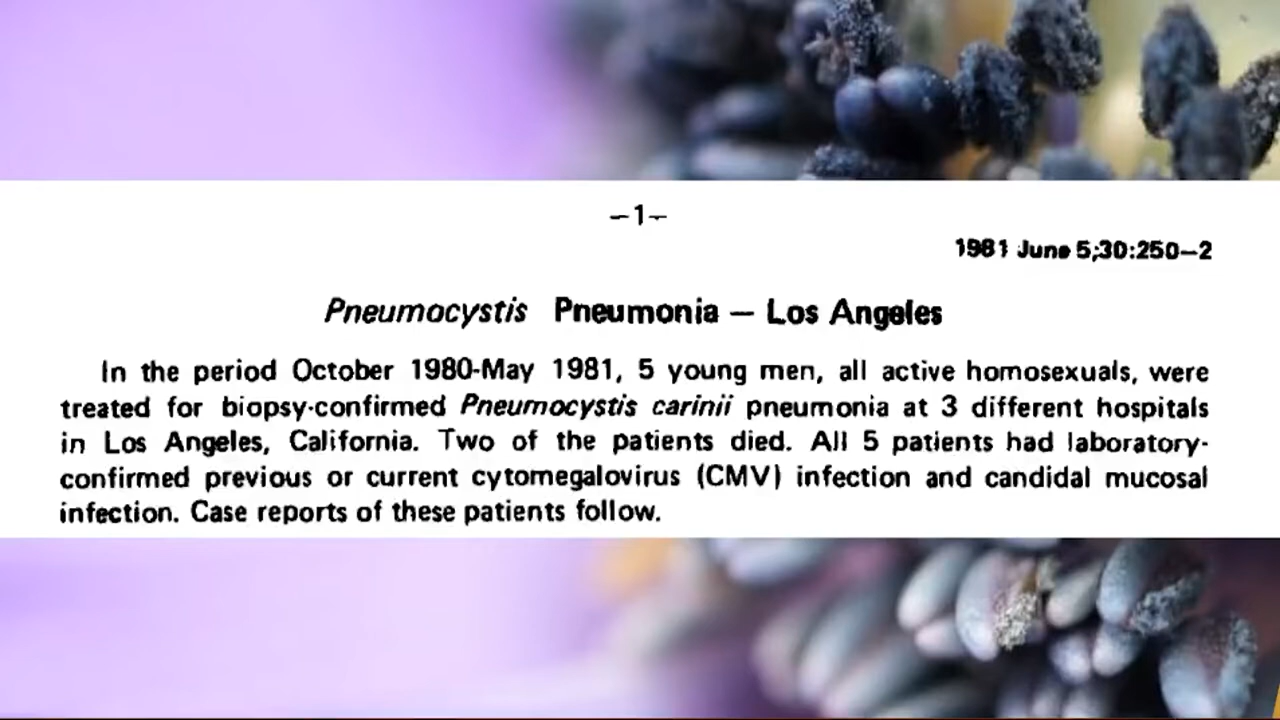 –1–
1981 June 5;30:250–2
Pneumocystis Pneumonia – Los Angeles
In the period October 1980-May 1981, 5 young men, all active homosexuals, were
treated for biopsy-confirmed Pneumocystis carinii pneumonia at 3 different hospitals
in Los Angeles, California. Two of the patients died. All 5 patients had laboratory-
confirmed previous or current cytomegalovirus (CMV) infection and candidal mucosal
infection. Case reports of these patients follow.